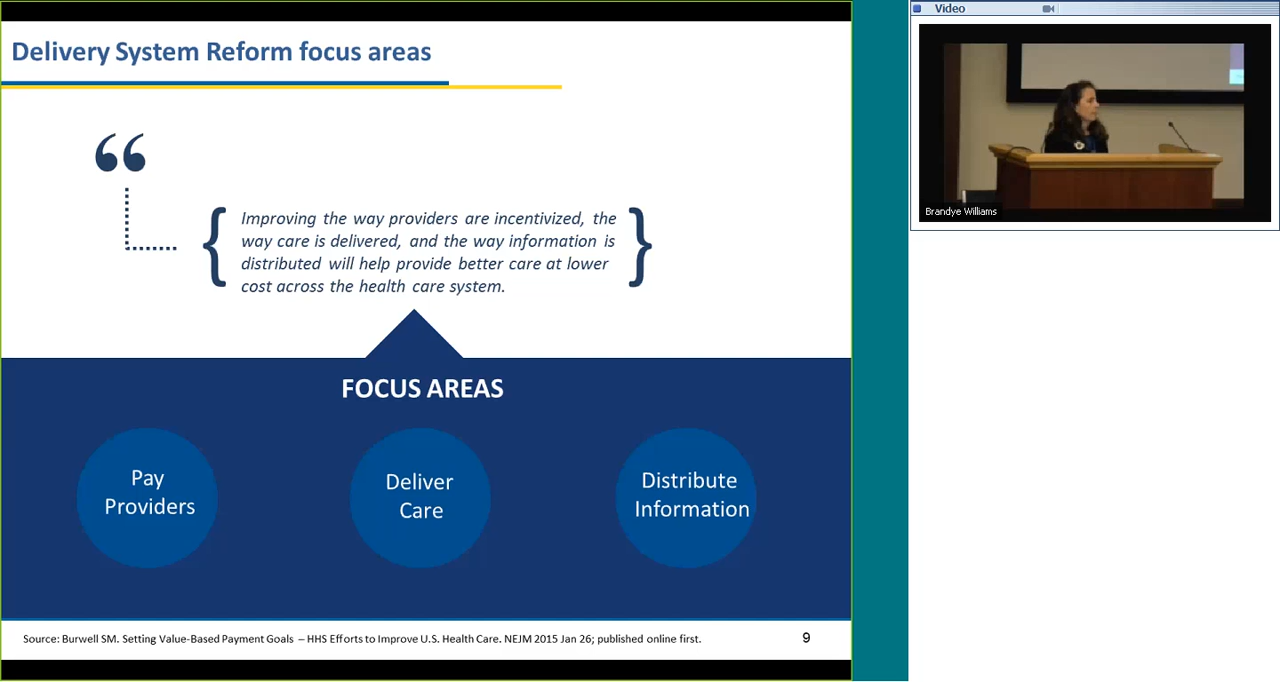 Delivery System Reform focus areas
“
{ Improving the way providers are incentivized, the
way care is delivered, and the way information is
distributed will help provide better care at lower
cost across the health care system. }
FOCUS AREAS
Pay
Providers
Deliver
Care
Distribute
Information
Source: Burwell SM. Setting Value-Based Payment Goals – HHS Efforts to Improve U.S. Health Care. NEJM 2015 Jan 26; published online first.
9
Video
Brandye Williams